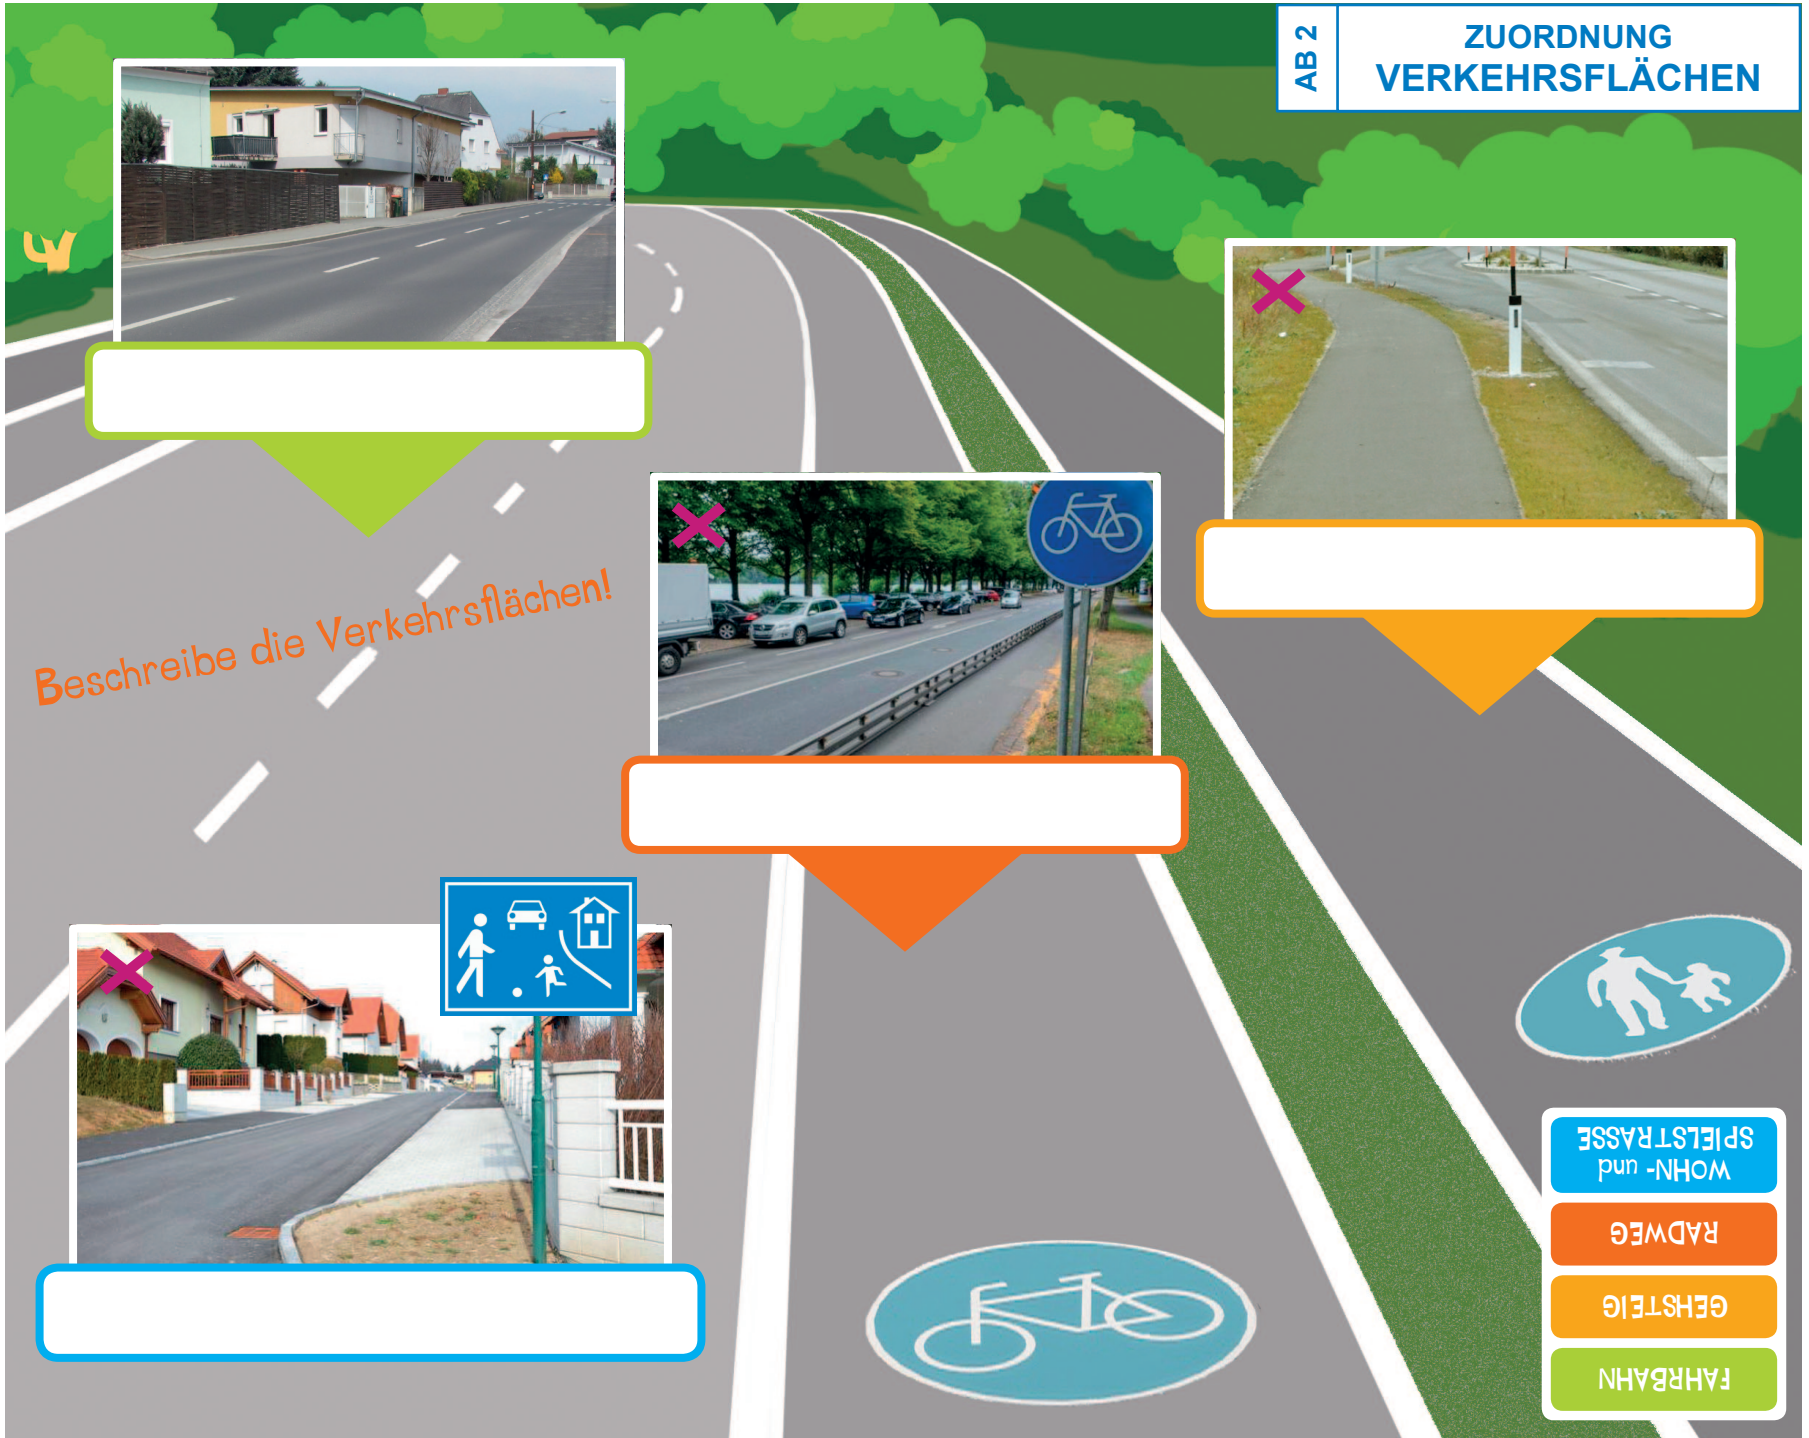 AB 2
ZUORDNUNG
VERKEHRSFLÄCHEN
Beschreibe die Verkehrsflächen!
FAHRBAHN
GEHSTEIG
RADWEG
WOHN- und
SPIELSTRASSE